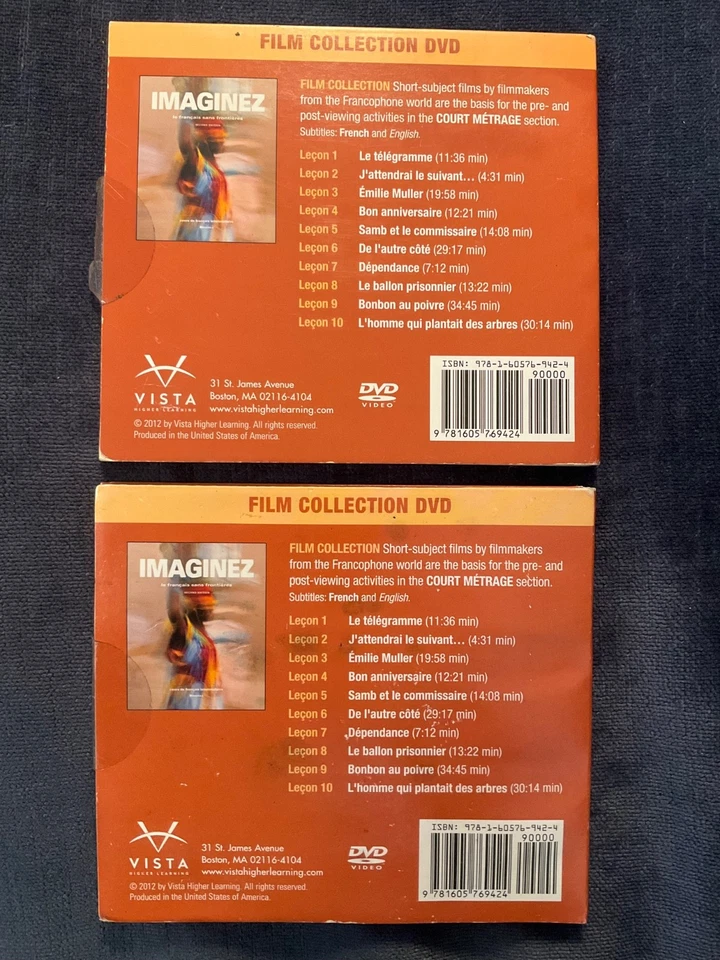 FILM COLLECTION DVD
IMAGINEZ
le français sans frontières
FILM COLLECTION Short-subject films by filmmakers
from the Francophone world are the basis for the pre- and
post-viewing activities in the COURT MÉTRAGE section.
Subtitles: French and English.
Leçon 1 Le télégramme (11:36 min)
Leçon 2 J'attendrai le suivant... (4:31 min)
Leçon 3 Émilie Muller (19:58 min)
Leçon 4 Bon anniversaire (12:21 min)
Leçon 5 Samb et le commissaire (14:08 min)
Leçon 6 De l'autre côté (29:17 min)
Leçon 7 Dépendance (7:12 min)
Leçon 8 Le ballon prisonnier (13:22 min)
Leçon 9 Bonbon au poivre (34:45 min)
Leçon 10 L'homme qui plantait des arbres (30:14 min)
VISTA
HIGHER LEARNING
31 St. James Avenue
Boston, MA 02116-4104
www.vistahigherlearning.com
© 2012 by Vista Higher Learning. All rights reserved.
Produced in the United States of America.
DVD
VIDEO
ISBN: 978-1-60576-942-4
90000
9 781605 769424
FILM COLLECTION DVD
IMAGINEZ
le français sans frontières
FILM COLLECTION Short-subject films by filmmakers
from the Francophone world are the basis for the pre- and
post-viewing activities in the COURT MÉTRAGE section.
Subtitles: French and English.
Leçon 1 Le télégramme (11:36 min)
Leçon 2 J'attendrai le suivant... (4:31 min)
Leçon 3 Émilie Muller (19:58 min)
Leçon 4 Bon anniversaire (12:21 min)
Leçon 5 Samb et le commissaire (14:08 min)
Leçon 6 De l'autre côté (29:17 min)
Leçon 7 Dépendance (7:12 min)
Leçon 8 Le ballon prisonnier (13:22 min)
Leçon 9 Bonbon au poivre (34:45 min)
Leçon 10 L'homme qui plantait des arbres (30:14 min)
VISTA
HIGHER LEARNING
31 St. James Avenue
Boston, MA 02116-4104
www.vistahigherlearning.com
© 2012 by Vista Higher Learning. All rights reserved.
Produced in the United States of America.
DVD
VIDEO
ISBN: 978-1-60576-942-4
90000
9 781605 769424